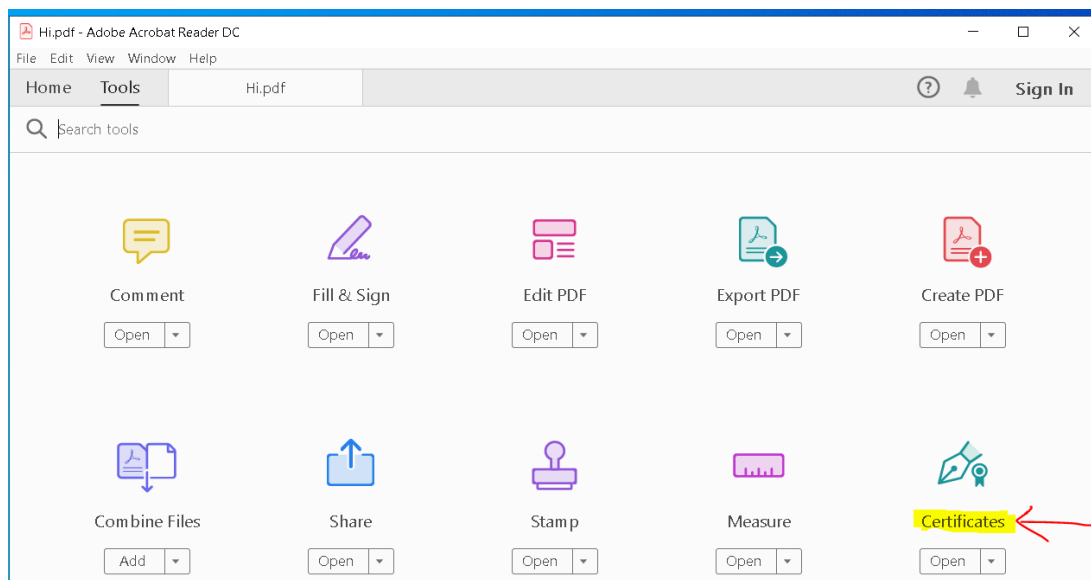 Hi.pdf - Adobe Acrobat Reader DC
File Edit View Window Help
Home Tools Hi.pdf Sign In
Search tools
Comment Fill & Sign Edit PDF Export PDF Create PDF
Open Open Open Open Open
Combine Files Share Stamp Measure Certificates
Add Open Open Open Open